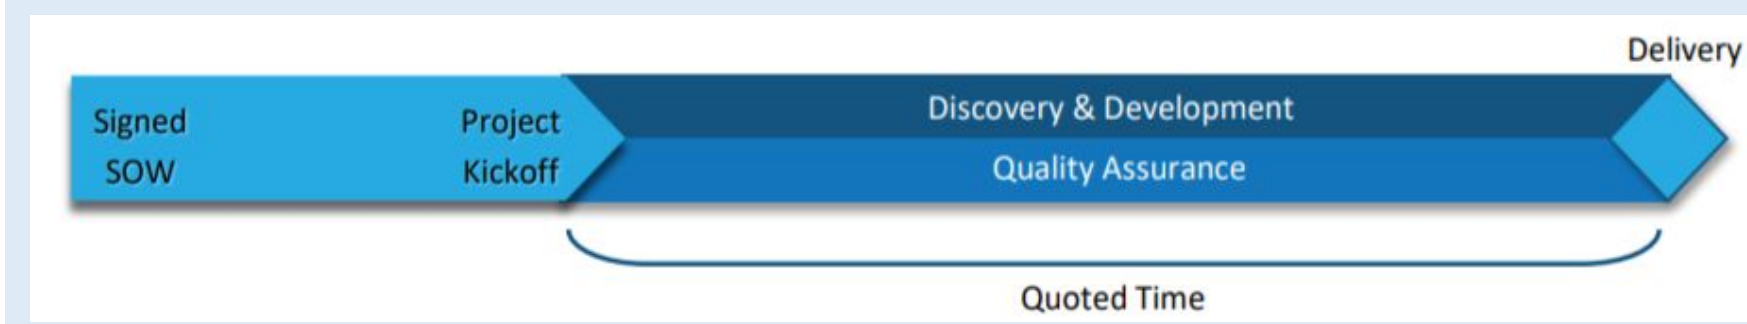 Delivery
Signed
SOW
Project
Kickoff
Discovery & Development
Quality Assurance
Quoted Time